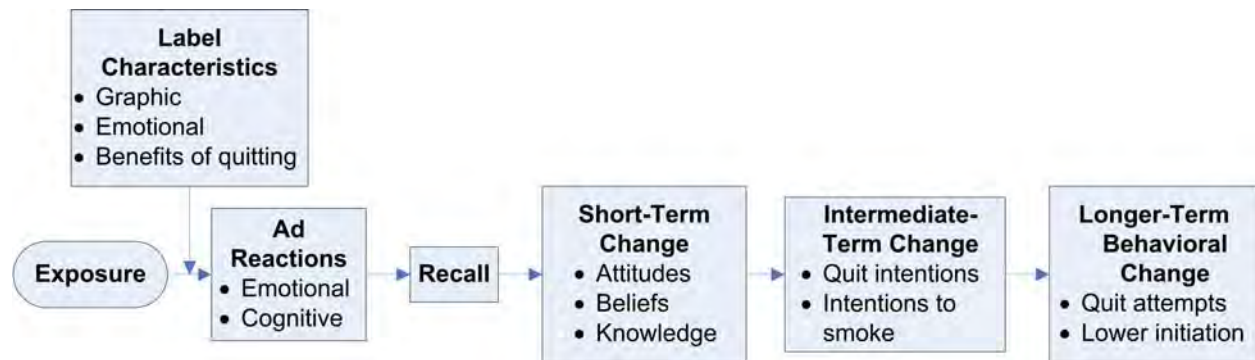 Label
Characteristics
• Graphic
• Emotional
• Benefits of quitting
Exposure
Ad
Reactions
• Emotional
• Cognitive
Recall
Short-Term
Change
• Attitudes
• Beliefs
• Knowledge
Intermediate-
Term Change
• Quit intentions
• Intentions to
smoke
Longer-Term
Behavioral
Change
• Quit attempts
• Lower initiation